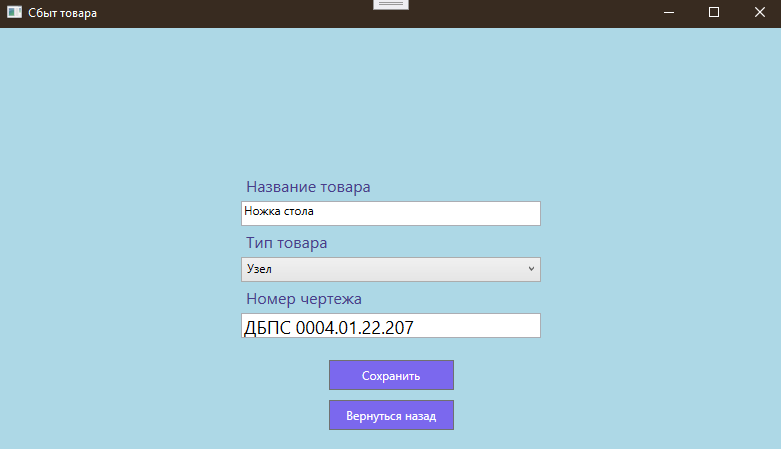 Сбыт товара
Название товара
Ножка стола
Тип товара
Узел
Номер чертежа
ДБПС 0004.01.22.207
Сохранить
Вернуться назад